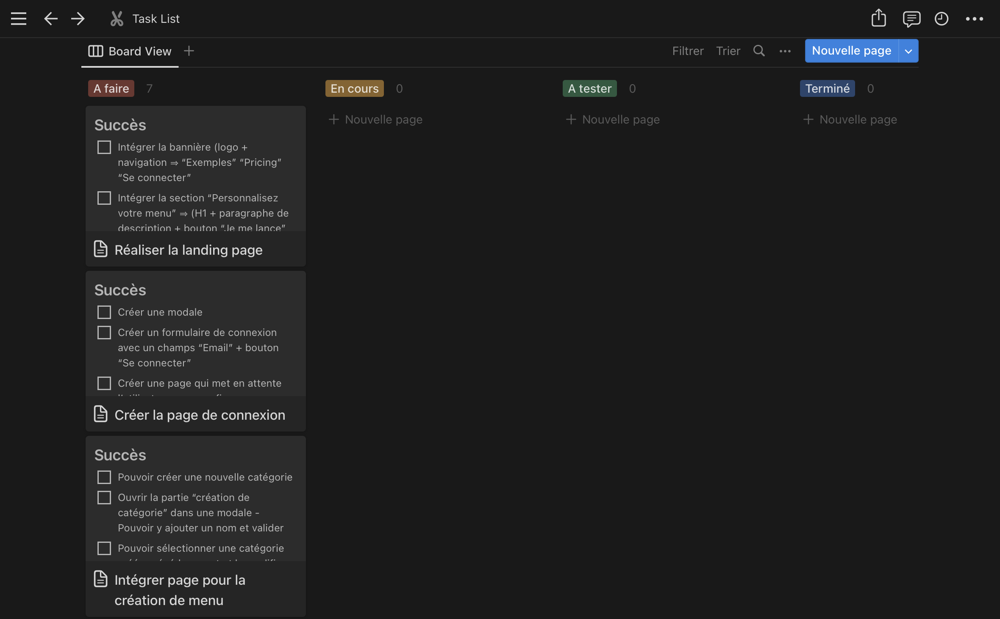 Task List
Board View
Filtrer
Trier
Nouvelle page
A faire 7
En cours 0
A tester 0
Terminé 0
Nouvelle page
Nouvelle page
Nouvelle page
Succès
Intégrer la bannière (logo +
navigation ⇒ “Exemples” “Pricing”
“Se connecter”
Intégrer la section “Personnalisez
votre menu” ⇒ (H1 + paragraphe de
description + bouton “Je me lance”
Réaliser la landing page
Succès
Créer une modale
Créer un formulaire de connexion
avec un champs “Email” + bouton
“Se connecter”
Créer une page qui met en attente
Créer la page de connexion
Succès
Pouvoir créer une nouvelle catégorie
Ouvrir la partie “création de
catégorie” dans une modale -
Pouvoir y ajouter un nom et valider
Pouvoir sélectionner une catégorie
Intégrer page pour la
création de menu